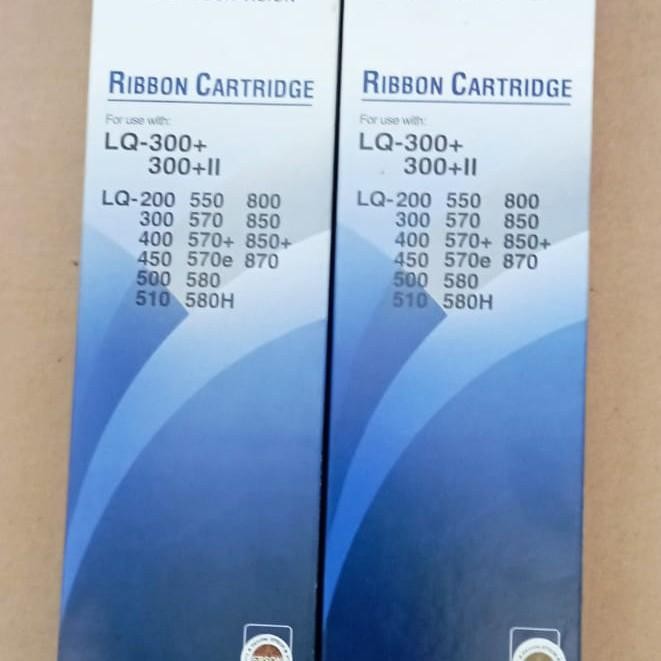 RIBBON CARTRIDGE
For use with:
LQ-300+
300+II
LQ-200 550 800
300 570 850
400 570+ 850+
450 570e 870
500 580
510 580H
RIBBON CARTRIDGE
For use with:
LQ-300+
300+II
LQ-200 550 800
300 570 850
400 570+ 850+
450 570e 870
500 580
510 580H